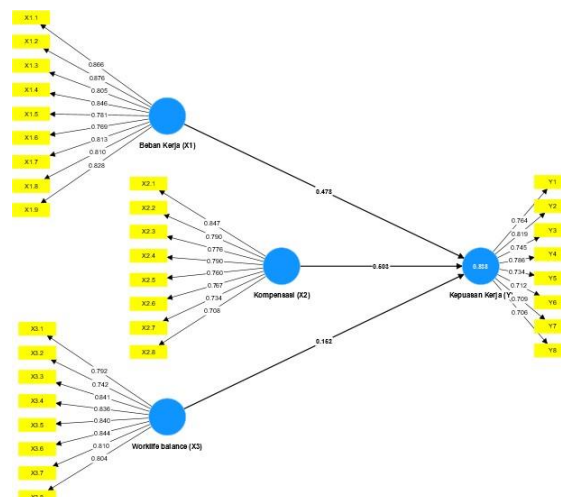 X1.1
X1.2
X1.3
X1.4
X1.5
X1.6
X1.7
X1.8
X1.9
0.866
0.876
0.805
0.846
0.781
0.769
0.813
0.810
0.828
Beban Kerja (X1)
X2.1
X2.2
X2.3
X2.4
X2.5
X2.6
X2.7
X2.8
0.847
0.790
0.776
0.790
0.760
0.767
0.734
0.708
Kompensasi (X2)
X3.1
X3.2
X3.3
X3.4
X3.5
X3.6
X3.7
0.792
0.742
0.841
0.836
0.840
0.844
0.810
0.804
Worklife balance (X3)
0.152
Kepuasan Kerja (Y)
Y1
Y2
Y3
Y4
Y5
Y6
Y7
Y8
0.764
0.819
0.745
0.786
0.734
0.712
0.709
0.706